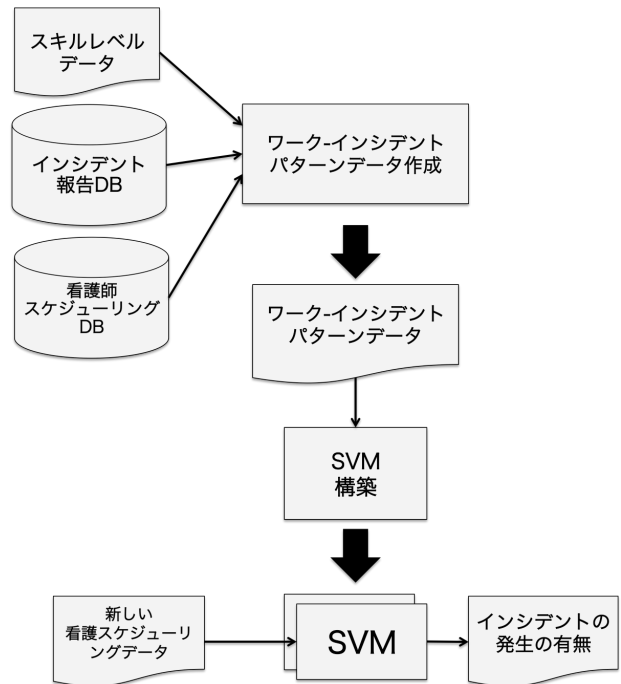 スキルレベル
データ
インシデント
報告DB
看護師
スケジューリング
DB
ワーク-インシデント
パターンデータ作成
ワーク-インシデント
パターンデータ
SVM
構築
新しい
看護スケジューリ
ングデータ
SVM
インシデントの
発生の有無